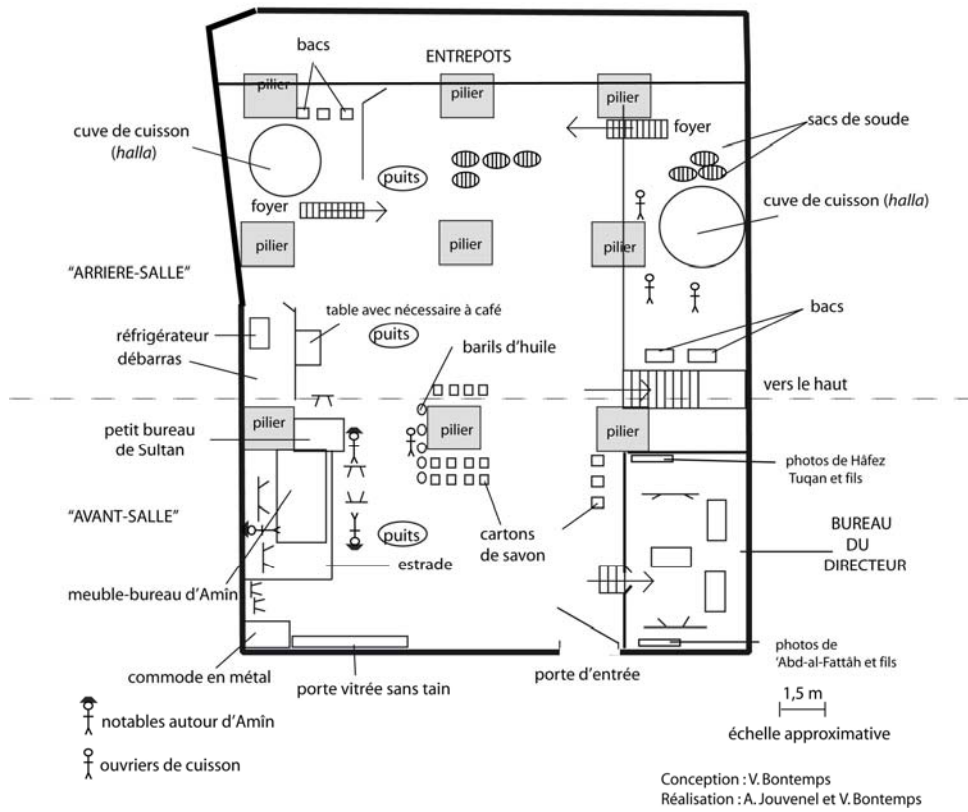 bacs
ENTREPOTS
pilier
pilier
pilier
cuve de cuisson
(halla)
foyer
sacs de soude
puits
cuve de cuisson (halla)
foyer
pilier
pilier
pilier
"ARRIERE-SALLE"
table avec nécessaire à café
réfrigérateur
puits
bacs
débarras
barils d'huile
vers le haut
pilier
pilier
pilier
petit bureau
de Sultan
photos de Hâfez
Tuqan et fils
"AVANT-SALLE"
puits
cartons
de savon
BUREAU
DU
DIRECTEUR
estrade
meuble-bureau d'Amîn
commode en métal
porte vitrée sans tain
porte d'entrée
photos de
'Abd-al-Fattâh et fils
1,5 m
notables autour d'Amîn
échelle approximative
ouvriers de cuisson
Conception : V. Bontemps
Réalisation : A. Jouvenel et V. Bontemps